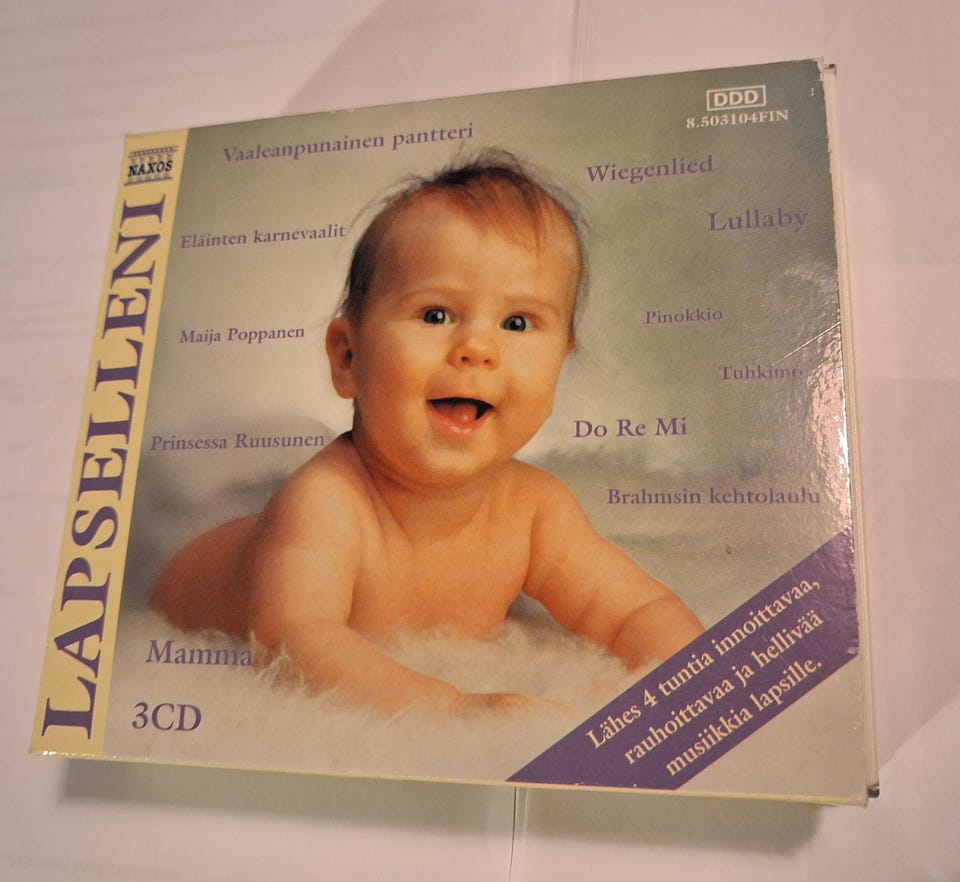 NAXOS
LAPSELLENI
DDD
8.503104FIN
Vaaleanpunainen pantteri
Wiegenlied
Lullaby
Eläinten karnevaalit
Pinokkio
Maija Poppanen
Tuhkimo
Do Re Mi
Prinsessa Ruusunen
Brahmsin kehtolaulu
Mamma
3CD
Lähes 4 tuntia innoittavaa,
rauhoittavaa ja hellivää
musiikkia lapsille.